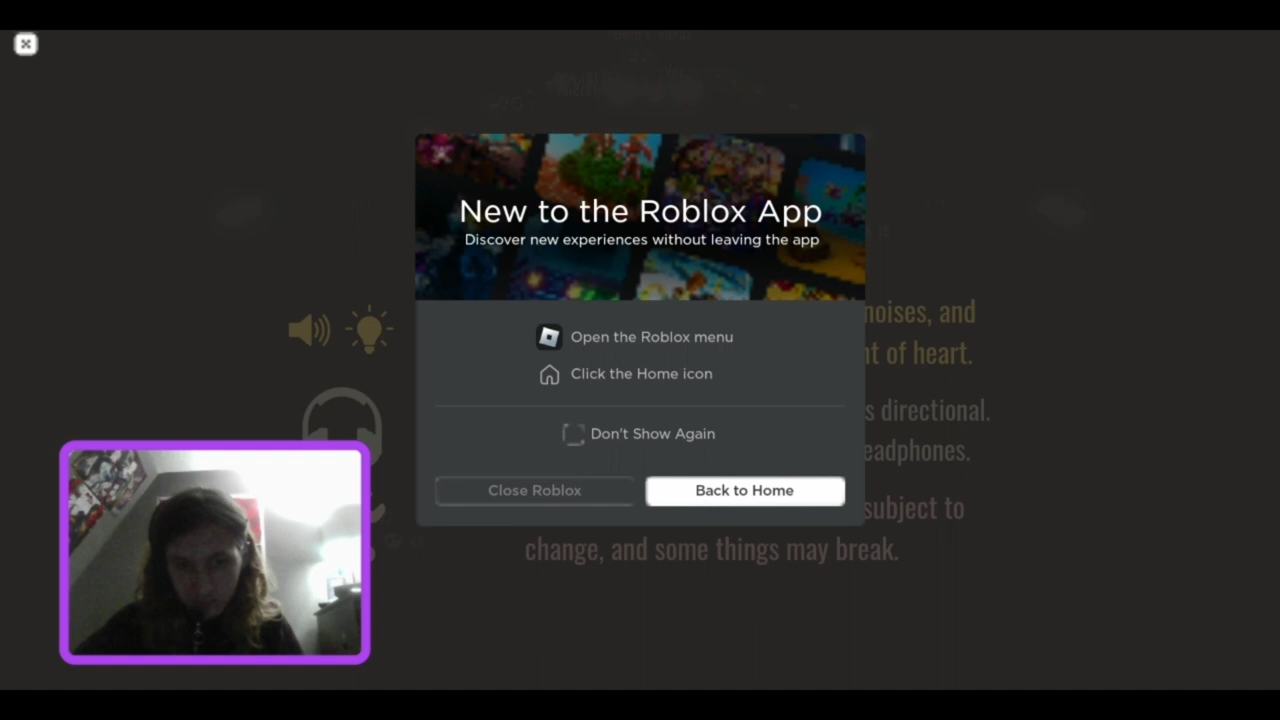 New to the Roblox App
Discover new experiences without leaving the app
noises, and
Open the Roblox menu
nt of heart.
Click the Home icon
s directional.
Don't Show Again
eadphones.
Close Roblox
Back to Home
subject to
change, and some things may break.